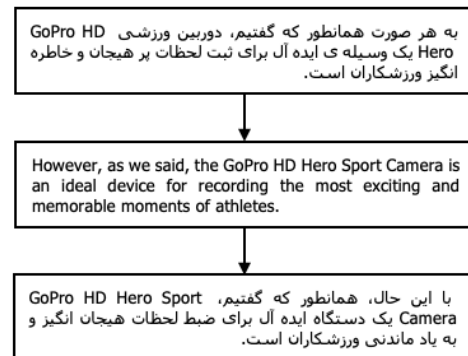 به هر صورت همانطور که گفتیم، دوربین ورزشی GoPro HD
Hero یک وسیله ی ایده آل برای ثبت لحظات پر هیجان و خاطره
انگیز ورزشکاران است.
However, as we said, the GoPro HD Hero Sport Camera is
an ideal device for recording the most exciting and
memorable moments of athletes.
با این حال، همانطور که گفتیم، GoPro HD Hero Sport
Camera یک دستگاه ایده آل برای ضبط لحظات هیجان انگیز و
به یاد ماندنی ورزشکاران است.